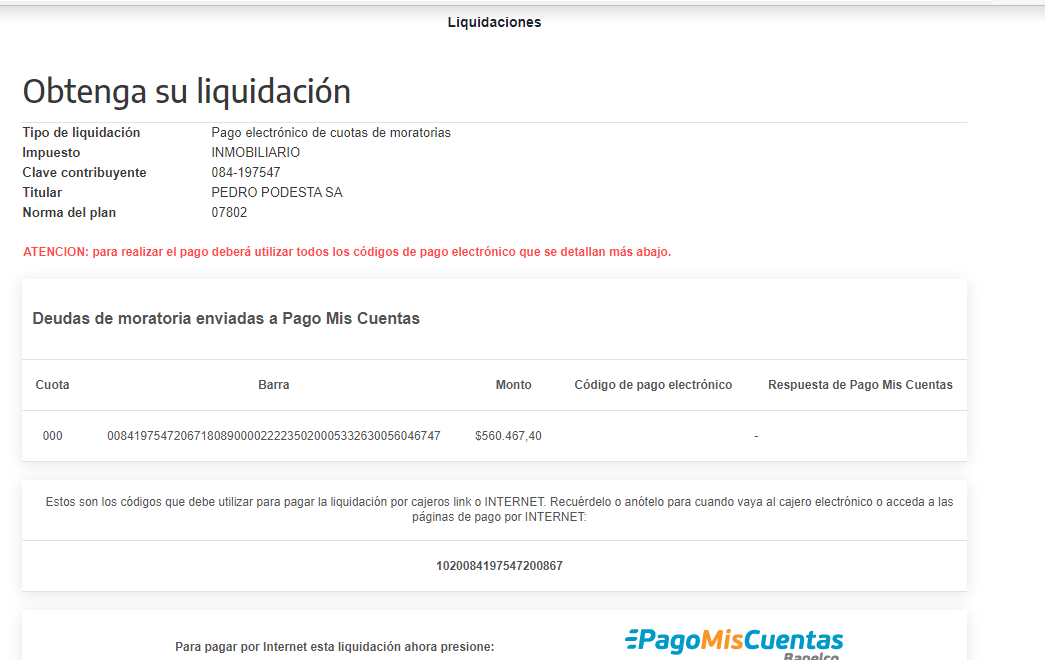 Liquidaciones
Obtenga su liquidación
Tipo de liquidación Pago electrónico de cuotas de moratorias
Impuesto INMOBILIARIO
Clave contribuyente 084-197547
Titular PEDRO PODESTA SA
Norma del plan 07802
ATENCION: para realizar el pago deberá utilizar todos los códigos de pago electrónico que se detallan más abajo.
Deudas de moratoria enviadas a Pago Mis Cuentas
Cuota Barra Monto Código de pago electrónico Respuesta de Pago Mis Cuentas
000 00841975472067180890000222235020005332630056046747 $560.467,40 -
Estos son los códigos que debe utilizar para pagar la liquidación por cajeros link o INTERNET. Recuérdelo o anótelo para cuando vaya al cajero electrónico o acceda a las
páginas de pago por INTERNET:
1020084197547200867
Para pagar por Internet esta liquidación ahora presione: PagoMisCuentas
Banelco